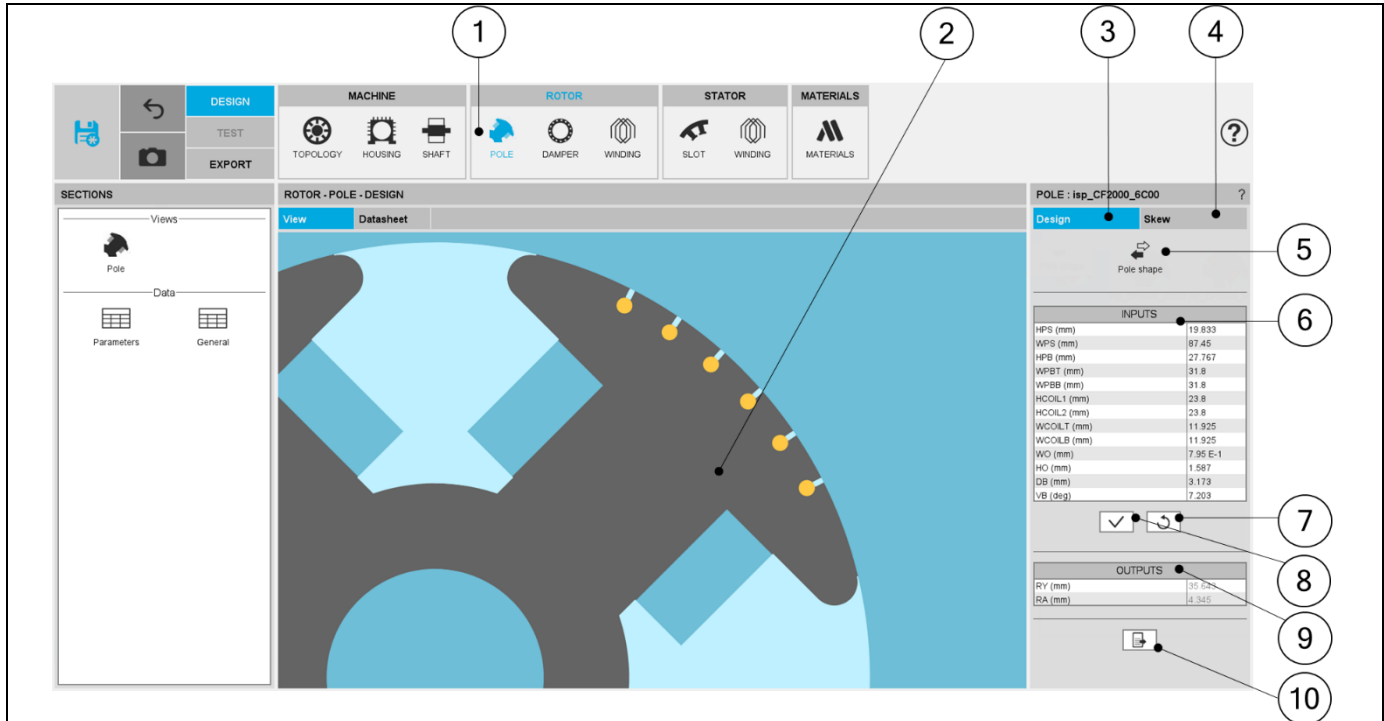 1
2
3
4
DESIGN
TEST
EXPORT
MACHINE
TOPOLOGY
HOUSING
SHAFT
ROTOR
POLE
DAMPER
WINDING
STATOR
SLOT
WINDING
MATERIALS
MATERIALS
?
SECTIONS
Views
Pole
Data
Parameters
General
ROTOR - POLE - DESIGN
View
Datasheet
POLE : isp_CF2000_6C00
?
Design
Skew
Pole shape
5
INPUTS
6
HPS (mm) 19.833
WPS (mm) 87.45
HPB (mm) 27.767
WPBT (mm) 31.8
WPBB (mm) 31.8
HCOIL1 (mm) 23.8
HCOIL2 (mm) 23.8
WCOILT (mm) 11.925
WCOILB (mm) 11.925
WO (mm) 7.95 E-1
HO (mm) 1.587
DB (mm) 3.173
VB (deg) 7.203
7
8
OUTPUTS
RY (mm) 35.643
RA (mm) 4.345
9
10